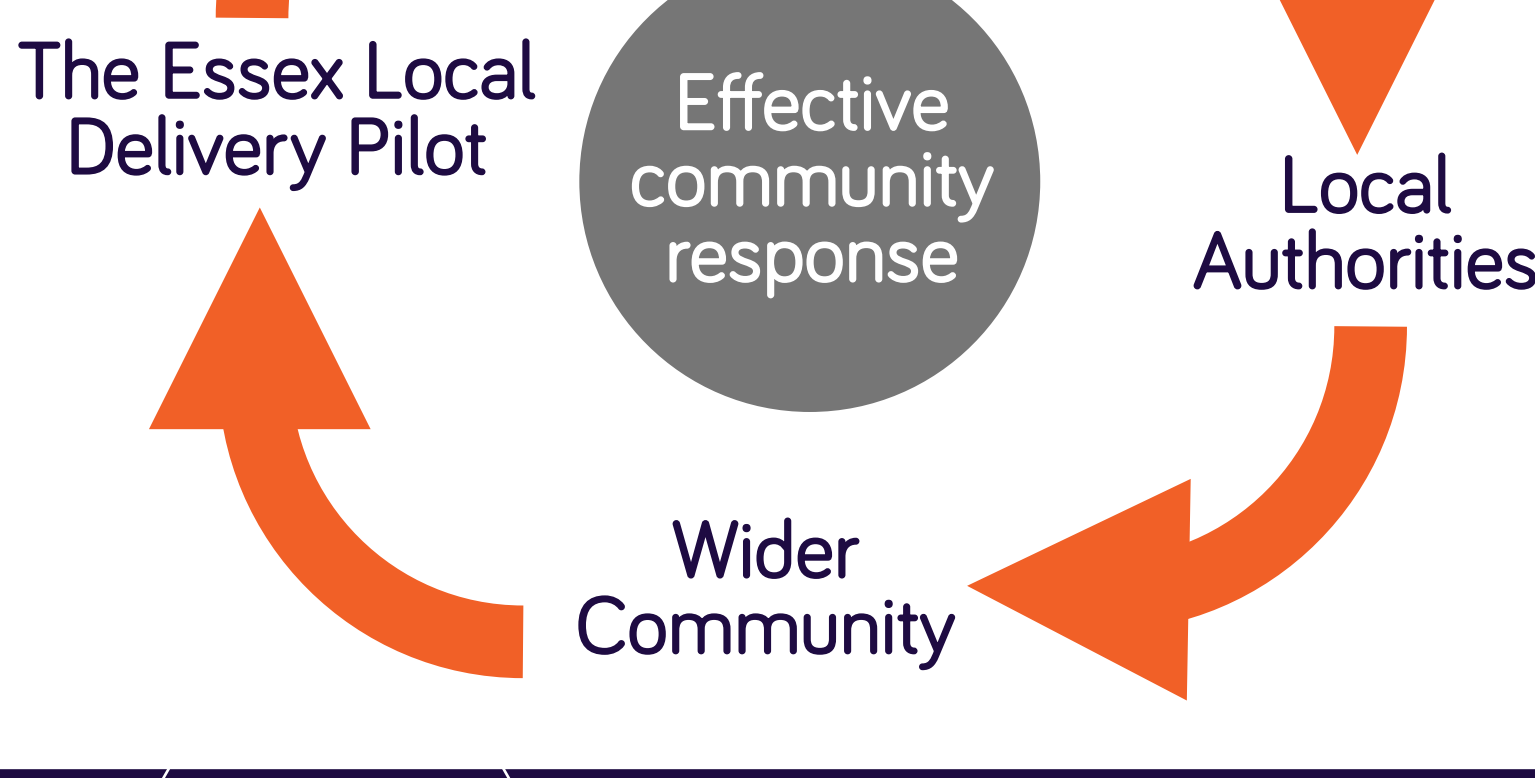 The Essex Local
Delivery Pilot
Effective
community
response
Local
Authorities
Wider
Community